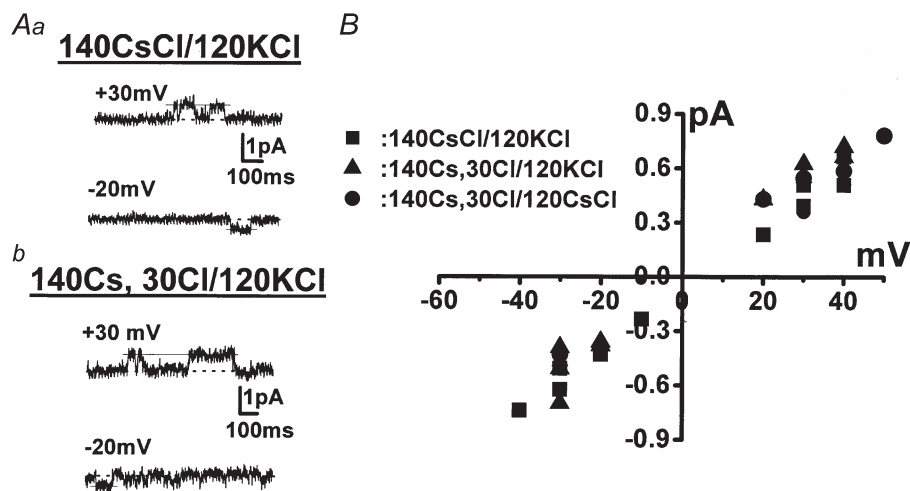 Aa
140CsCl/120KCl
+30mV
1pA
100ms
-20mV
b
140Cs, 30Cl/120KCl
+30 mV
1pA
100ms
-20mV
B
■ :140CsCl/120KCl
▲ :140Cs,30Cl/120KCl
● :140Cs,30Cl/120CsCl
pA
0.9
0.6
0.3
0.0
-0.3
-0.6
-0.9
mV
-60 -40 -20 0 20 40